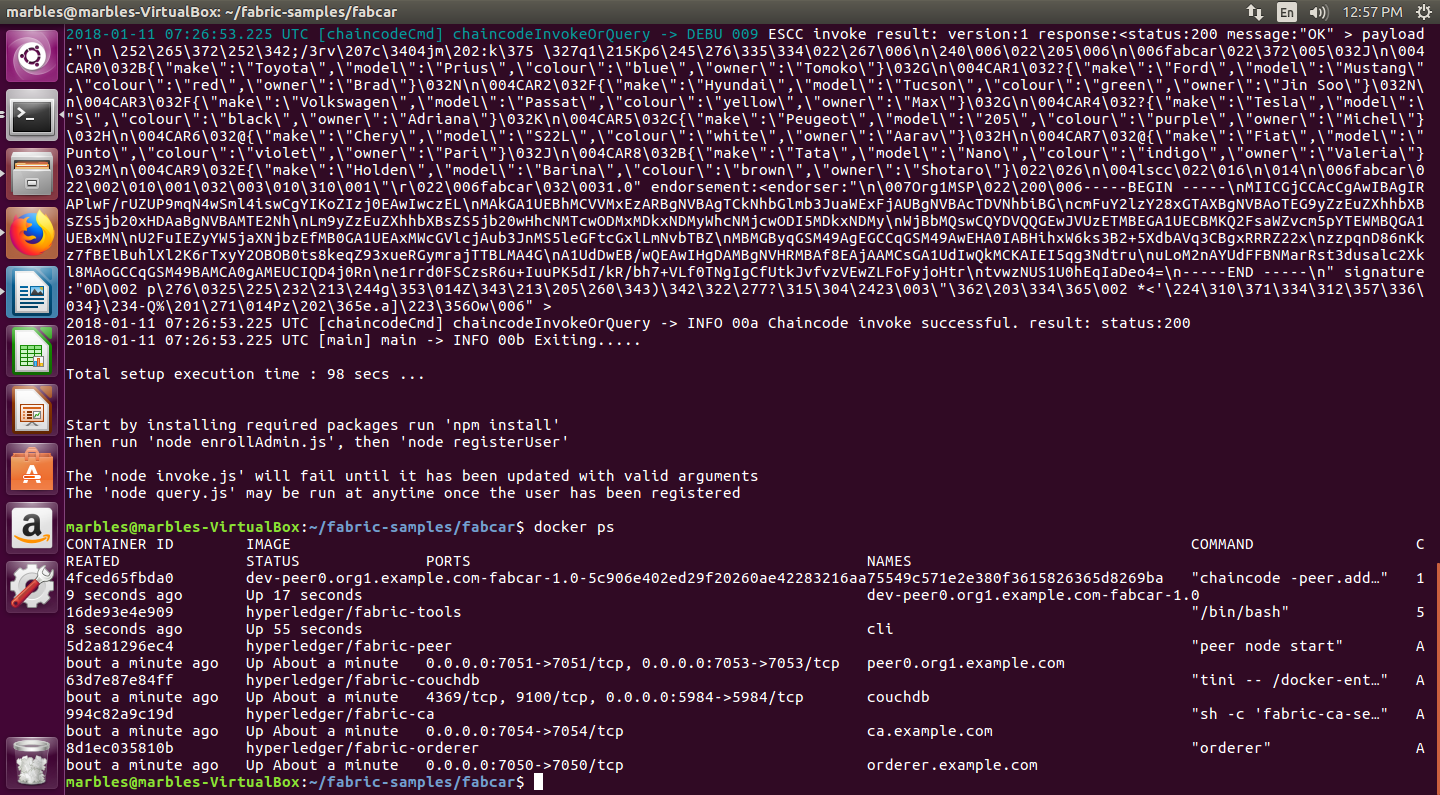 marbles@marbles-VirtualBox: ~/fabric-samples/fabcar
En
12:57 PM
2018-01-11 07:26:53.225 UTC [chaincodeCmd] chaincodeInvokeOrQuery -> DEBU 009 ESCC invoke result: version:1 response:<status:200 message:"OK" > payload
:"\n \252\265\372\252\342;/3rv\207c\3404jm\202:k\375 \327q1\215Kp6\245\276\335\334\022\267\006\n\240\006\022\205\006\n\006fabcar\022\372\005\032J\n\004
CAR0\032B{\"make\":\"Toyota\",\"model\":\"Prius\",\"colour\":\"blue\",\"owner\":\"Tomoko\"}\032G\n\004CAR1\032?{\"make\":\"Ford\",\"model\":\"Mustang\"
,\"colour\":\"red\",\"owner\":\"Brad\"}\032N\n\004CAR2\032F{\"make\":\"Hyundai\",\"model\":\"Tucson\",\"colour\":\"green\",\"owner\":\"Jin Soo\"}\032N\
n\004CAR3\032F{\"make\":\"Volkswagen\",\"model\":\"Passat\",\"colour\":\"yellow\",\"owner\":\"Max\"}\032G\n\004CAR4\032?{\"make\":\"Tesla\",\"model\":\
"S\",\"colour\":\"black\",\"owner\":\"Adriana\"}\032K\n\004CAR5\032C{\"make\":\"Peugeot\",\"model\":\"205\",\"colour\":\"purple\",\"owner\":\"Michel\"}
\032H\n\004CAR6\032@{\"make\":\"Chery\",\"model\":\"S22L\",\"colour\":\"white\",\"owner\":\"Aarav\"}\032H\n\004CAR7\032@{\"make\":\"Fiat\",\"model\":\"
Punto\",\"colour\":\"violet\",\"owner\":\"Pari\"}\032J\n\004CAR8\032B{\"make\":\"Tata\",\"model\":\"Nano\",\"colour\":\"indigo\",\"owner\":\"Valeria\"}
\032M\n\004CAR9\032E{\"make\":\"Holden\",\"model\":\"Barina\",\"colour\":\"brown\",\"owner\":\"Shotaro\"}\022\026\n\004lscc\022\016\n\014\n\006fabcar\0
22\002\010\001\032\003\010\310\001\"\r\022\006fabcar\032\0031.0" endorsement:<endorser:"\n\007Org1MSP\022\200\006-----BEGIN -----\nMIICGjCCAcCgAwIBAgIR
APlwF/rUZUP9mqN4wSml4iswCgYIKoZIzj0EAwIwczEL\nMAkGA1UEBhMCVVMxEzARBgNVBAgTCkNhbGlmb3JuaWExFjAUBgNVBAcTDVNhbiBG\ncmFuY2lzY28xGTAXBgNVBAoTEG9yZzEuZXhhbXB
sZS5jb20xHDAaBgNVBAMTE2Nh\nLm9yZzEuZXhhbXBsZS5jb20wHhcNMTcwODMxMDkxNDMyWhcNMjcwODI5MDkxNDMy\nWjBbMQswCQYDVQQGEwJVUzETMBEGA1UECBMKQ2FsaWZvcm5pYTEWMBQGA1
UEBxMN\nU2FuIEZyYW5jaXNjbzEfMB0GA1UEAxMWcGVlcjAub3JnMS5leGFtcGxlLmNvbTBZ\nMBMGByqGSM49AgEGCCqGSM49AwEHA0IABHihxW6ks3B2+5XdbAVq3CBgxRRRZ22x\nzzpqnD86nKk
z7fBElBuhlXl2K6rTxyY2OBOB0ts8keqZ93xueRGymrajTTBLMA4G\nA1UdDwEB/wQEAwIHgDAMBgNVHRMBAf8EAjAAMCsGA1UdIwQkMCKAIEI5qg3Ndtru\nuLoM2nAYUdFFBNMarRst3dusalc2Xk
l8MAoGCCqGSM49BAMCA0gAMEUCIQD4j0Rn\ne1rrd0FSCzsR6u+IuuPK5dI/kR/bh7+VLf0TNgIgCfUtkJvfvzVEwZLFoFyjoHtr\ntvwzNUS1U0hEqIaDeo4=\n-----END -----\n" signature
:"0D\002 p\276\0325\225\232\213\244g\353\014Z\343\213\205\260\343)\342\322\277?\315\304\2423\003\"\362\203\334\365\002 *<'\224\310\371\334\312\357\336\
034}\234-Q%\201\271\014Pz\202\365e.a]\223\356Ow\006" >
2018-01-11 07:26:53.225 UTC [chaincodeCmd] chaincodeInvokeOrQuery -> INFO 00a Chaincode invoke successful. result: status:200
2018-01-11 07:26:53.225 UTC [main] main -> INFO 00b Exiting.....
Total setup execution time : 98 secs ...
Start by installing required packages run 'npm install'
Then run 'node enrollAdmin.js', then 'node registerUser'
The 'node invoke.js' will fail until it has been updated with valid arguments
The 'node query.js' may be run at anytime once the user has been registered
marbles@marbles-VirtualBox:~/fabric-samples/fabcar$ docker ps
CONTAINER ID        IMAGE        COMMAND        C
REATED        STATUS        PORTS        NAMES
4fced65fbda0        dev-peer0.org1.example.com-fabcar-1.0-5c906e402ed29f20260ae42283216aa75549c571e2e380f3615826365d8269ba   "chaincode -peer.add…"   1
9 seconds ago       Up 17 seconds        dev-peer0.org1.example.com-fabcar-1.0
16de93e4e909        hyperledger/fabric-tools        "/bin/bash"        5
8 seconds ago       Up 55 seconds        cli
5d2a81296ec4        hyperledger/fabric-peer        "peer node start"        A
bout a minute ago   Up About a minute   0.0.0.0:7051->7051/tcp, 0.0.0.0:7053->7053/tcp   peer0.org1.example.com
63d7e87e84ff        hyperledger/fabric-couchdb        "tini -- /docker-ent…"   A
bout a minute ago   Up About a minute   4369/tcp, 9100/tcp, 0.0.0.0:5984->5984/tcp       couchdb
994c82a9c19d        hyperledger/fabric-ca        "sh -c 'fabric-ca-se…"   A
bout a minute ago   Up About a minute   0.0.0.0:7054->7054/tcp        ca.example.com
8d1ec035810b        hyperledger/fabric-orderer        "orderer"        A
bout a minute ago   Up About a minute   0.0.0.0:7050->7050/tcp        orderer.example.com
marbles@marbles-VirtualBox:~/fabric-samples/fabcar$